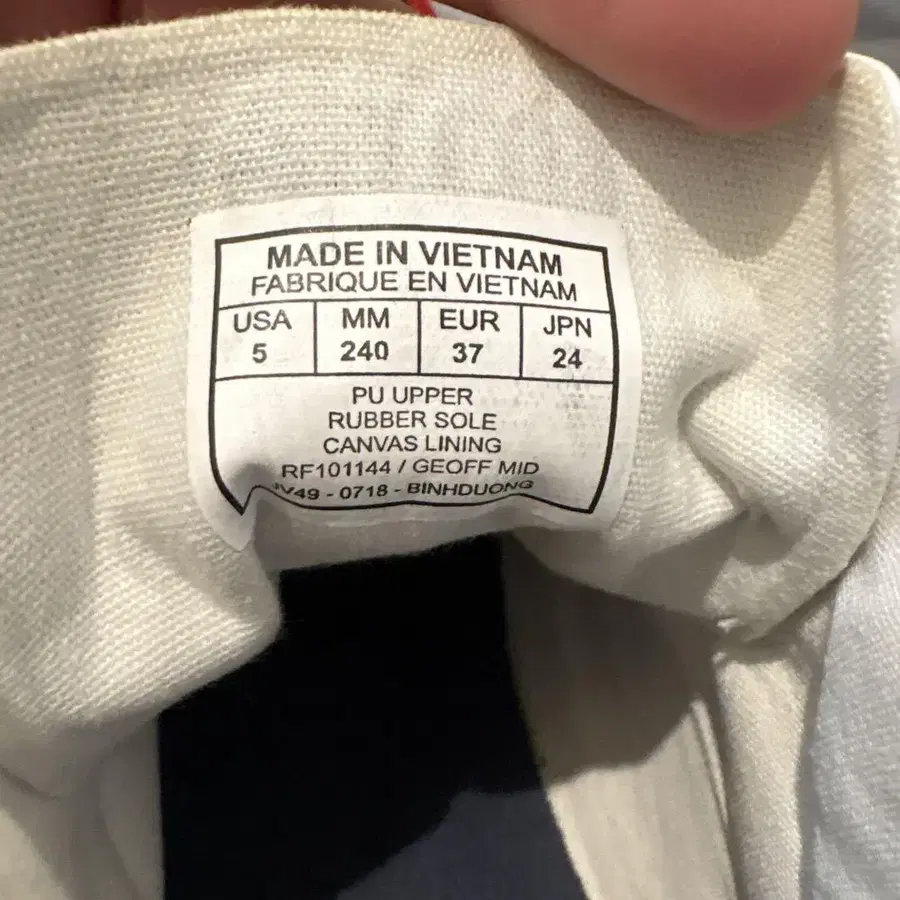 MADE IN VIETNAM
FABRIQUE EN VIETNAM
USA MM EUR JPN
5 240 37 24
PU UPPER
RUBBER SOLE
CANVAS LINING
RF101144 / GEOFF MID
- 0718 - BINHDUONG